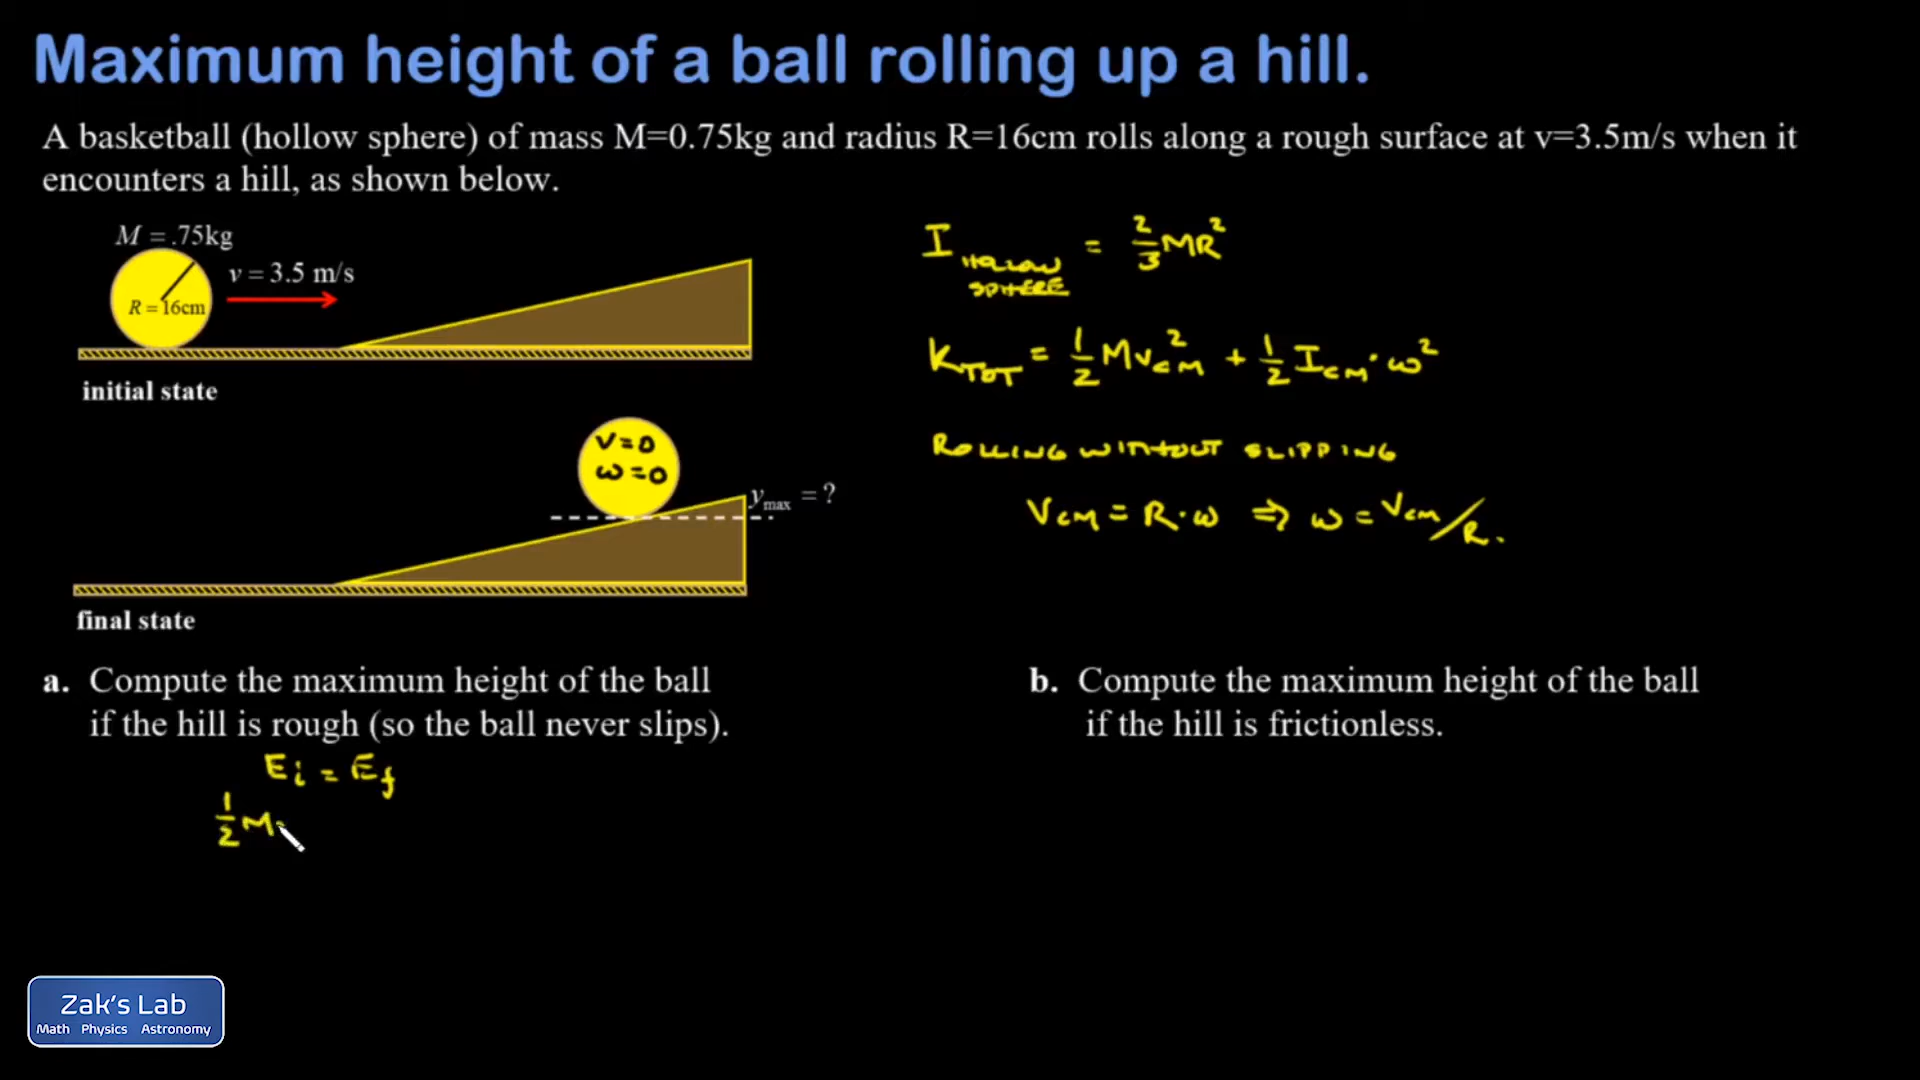 Maximum height of a ball rolling up a hill.
A basketball (hollow sphere) of mass M=0.75kg and radius R=16cm rolls along a rough surface at v=3.5m/s when it
encounters a hill, as shown below.
M = .75kg
v = 3.5 m/s
R = 16cm
initial state
I HOLLOW SPHERE = 2/3 MR²
K_TOT = 1/2 Mv_CM² + 1/2 I_CM · ω²
ROLLING WITHOUT SLIPPING
V_CM = R · ω ⇒ ω = V_CM/R.
V=0
ω=0
y_max = ?
final state
a. Compute the maximum height of the ball
if the hill is rough (so the ball never slips).
E_i = E_f
1/2 M
b. Compute the maximum height of the ball
if the hill is frictionless.
Zak's Lab
Math Physics Astronomy